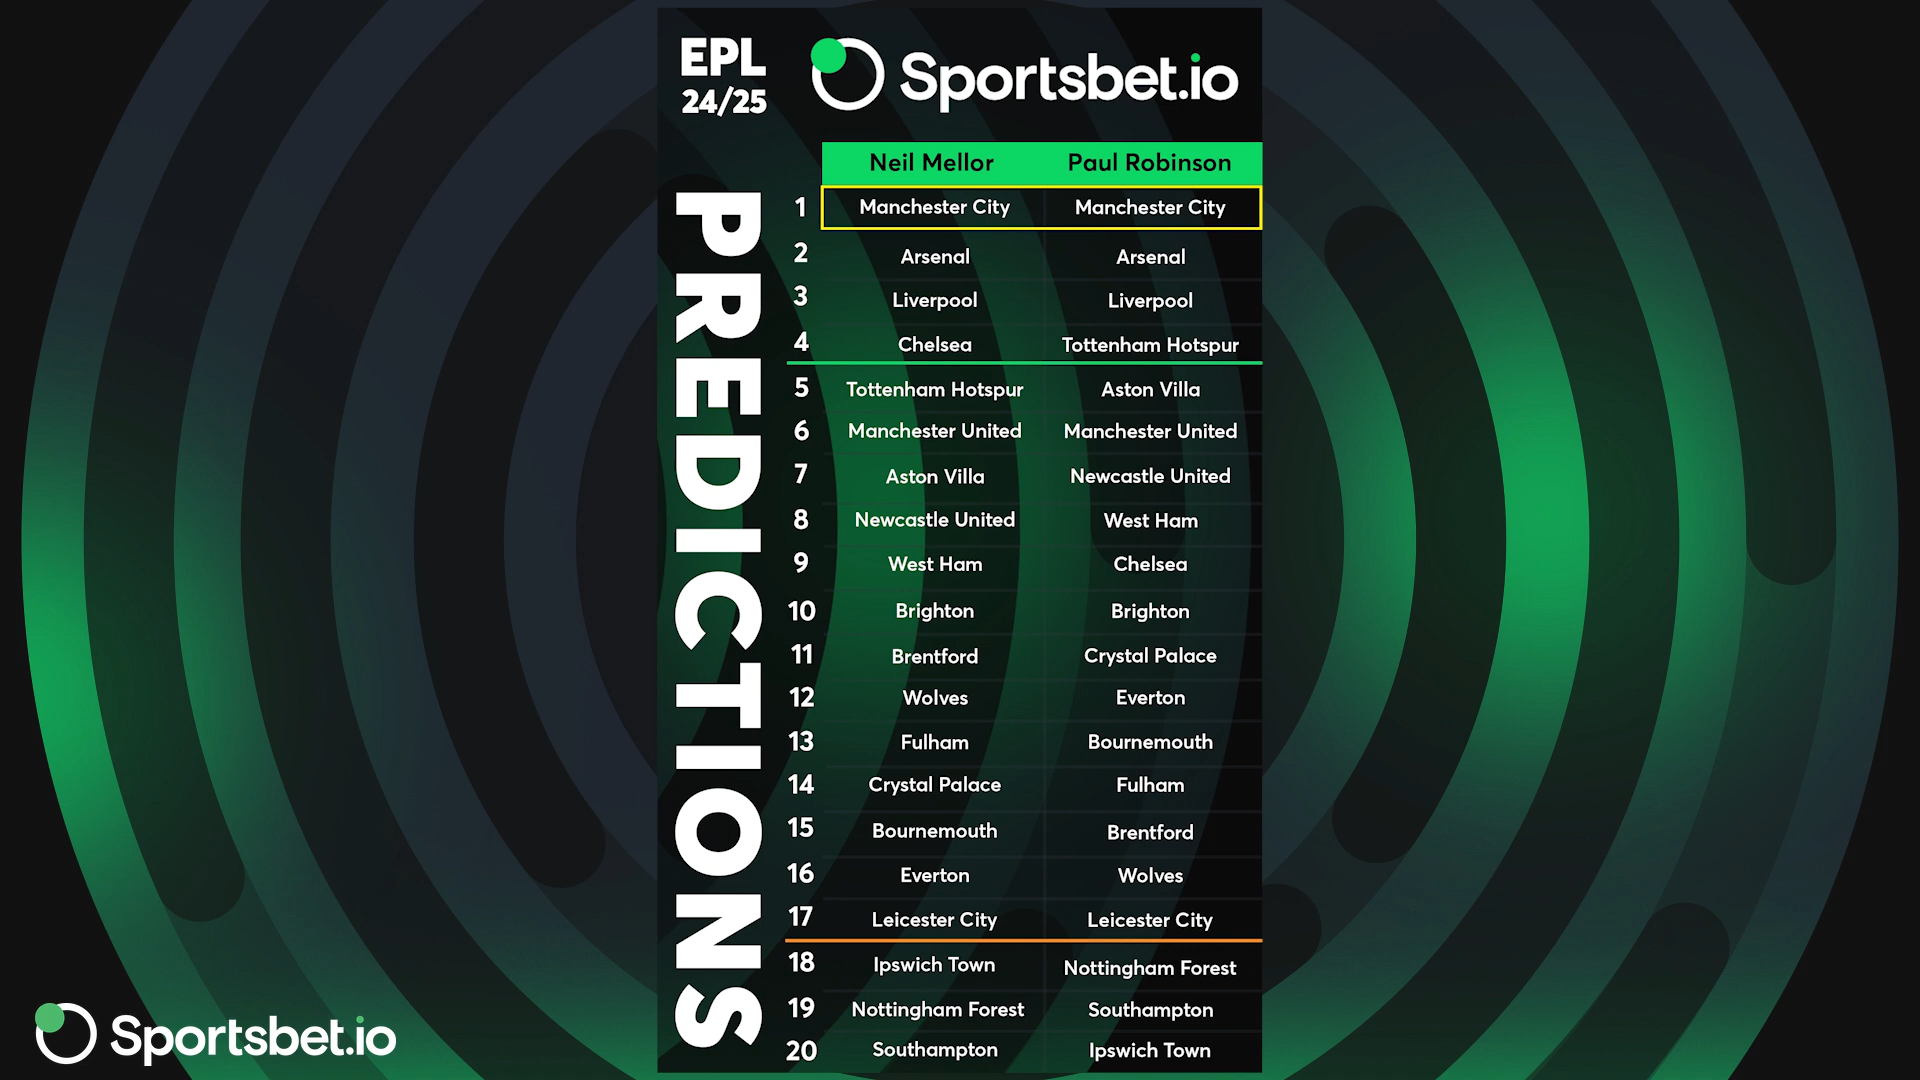 EPL
24/25
Sportsbet.io
PREDICTIONS
Neil Mellor Paul Robinson
1 Manchester City Manchester City
2 Arsenal Arsenal
3 Liverpool Liverpool
4 Chelsea Tottenham Hotspur
5 Tottenham Hotspur Aston Villa
6 Manchester United Manchester United
7 Aston Villa Newcastle United
8 Newcastle United West Ham
9 West Ham Chelsea
10 Brighton Brighton
11 Brentford Crystal Palace
12 Wolves Everton
13 Fulham Bournemouth
14 Crystal Palace Fulham
15 Bournemouth Brentford
16 Everton Wolves
17 Leicester City Leicester City
18 Ipswich Town Nottingham Forest
19 Nottingham Forest Southampton
20 Southampton Ipswich Town
Sportsbet.io